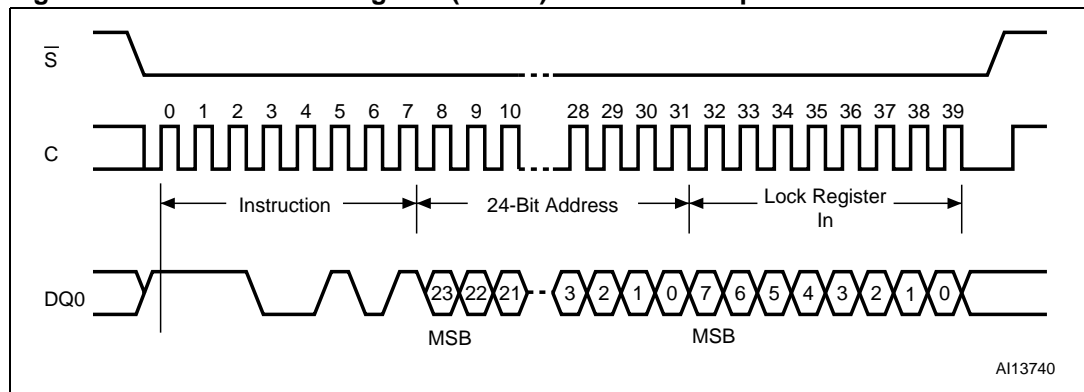 S
0 1 2 3 4 5 6 7 8 9 10 28 29 30 31 32 33 34 35 36 37 38 39
C
Instruction 24-Bit Address Lock Register
In
DQ0 23 22 21 3 2 1 0 7 6 5 4 3 2 1 0
MSB MSB
AI13740